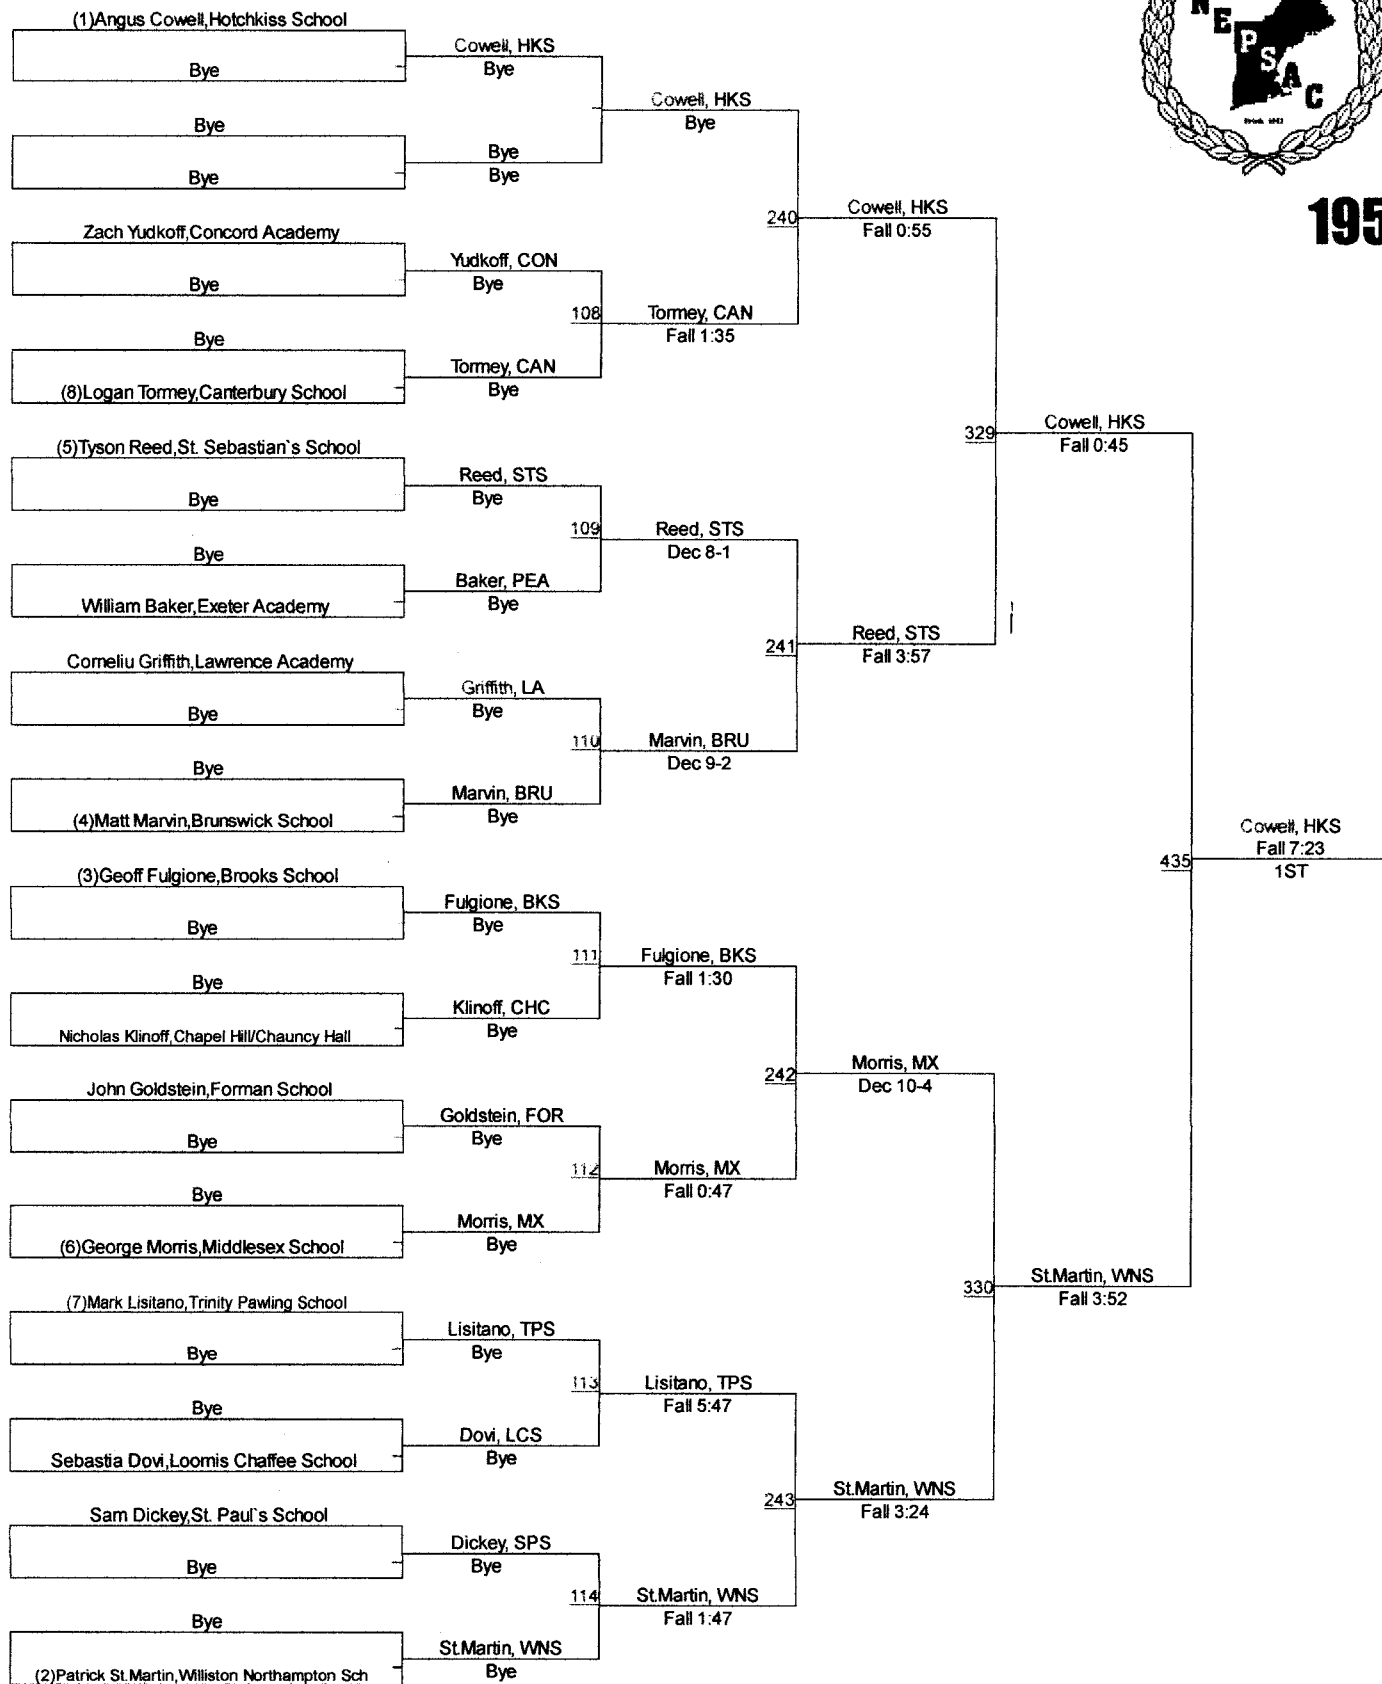 (1)Angus Cowell,Hotchkiss School
Bye
Bye
Bye
Zach Yudkoff,Concord Academy
Bye
Bye
(8)Logan Tormey,Canterbury School
(5)Tyson Reed,St. Sebastian`s School
Bye
Bye
William Baker,Exeter Academy
Corneliu Griffith,Lawrence Academy
Bye
Bye
(4)Matt Marvin,Brunswick School
(3)Geoff Fulgione,Brooks School
Bye
Bye
Nicholas Klinoff,Chapel Hill/Chauncy Hall
John Goldstein,Forman School
Bye
Bye
(6)George Morris,Middlesex School
(7)Mark Lisitano,Trinity Pawling School
Bye
Bye
Sebastia Dovi,Loomis Chaffee School
Sam Dickey,St. Paul`s School
Bye
Bye
(2)Patrick St.Martin,Williston Northampton Sch
Cowell, HKS
Bye
Bye
Bye
Yudkoff, CON
Bye
108
Tormey, CAN
Bye
Reed, STS
Bye
109
Baker, PEA
Bye
Griffith, LA
Bye
110
Marvin, BRU
Bye
Fulgione, BKS
Bye
111
Klinoff, CHC
Bye
Goldstein, FOR
Bye
112
Morris, MX
Bye
Lisitano, TPS
Bye
113
Dovi, LCS
Bye
Dickey, SPS
Bye
114
St.Martin, WNS
Bye
Cowell, HKS
Bye
240
Tormey, CAN
Fall 1:35
Reed, STS
Dec 8-1
241
Marvin, BRU
Dec 9-2
Fulgione, BKS
Fall 1:30
242
Morris, MX
Fall 0:47
Lisitano, TPS
Fall 5:47
243
St.Martin, WNS
Fall 1:47
Cowell, HKS
Fall 0:55
329
Reed, STS
Fall 3:57
Morris, MX
Dec 10-4
330
St.Martin, WNS
Fall 3:24
Cowell, HKS
Fall 0:45
435
St.Martin, WNS
Fall 3:52
Cowell, HKS
Fall 7:23
1ST
NEPSAC
195